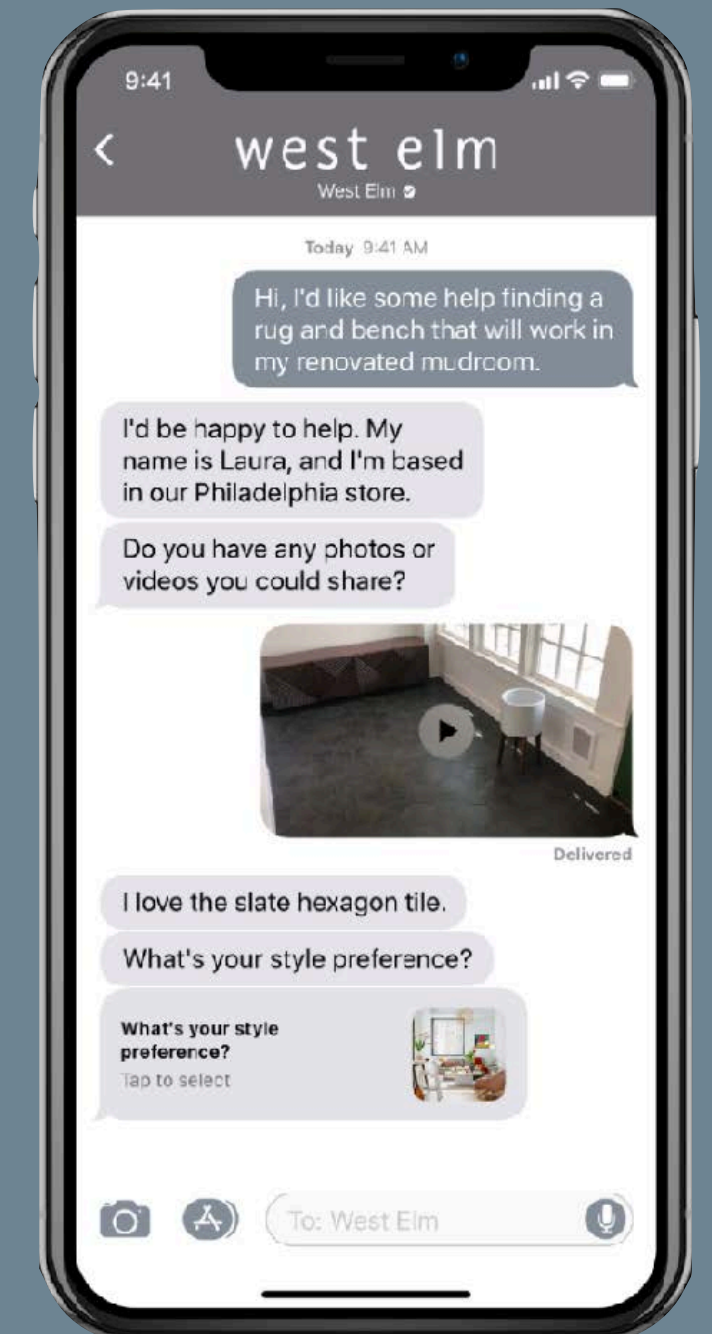 9:41
west elm
West Elm
Today 9:41 AM
Hi, I'd like some help finding a
rug and bench that will work in
my renovated mudroom.
I'd be happy to help. My
name is Laura, and I'm based
in our Philadelphia store.
Do you have any photos or
videos you could share?
Delivered
I love the slate hexagon tile.
What's your style preference?
What's your style
preference?
Tap to select
To: West Elm